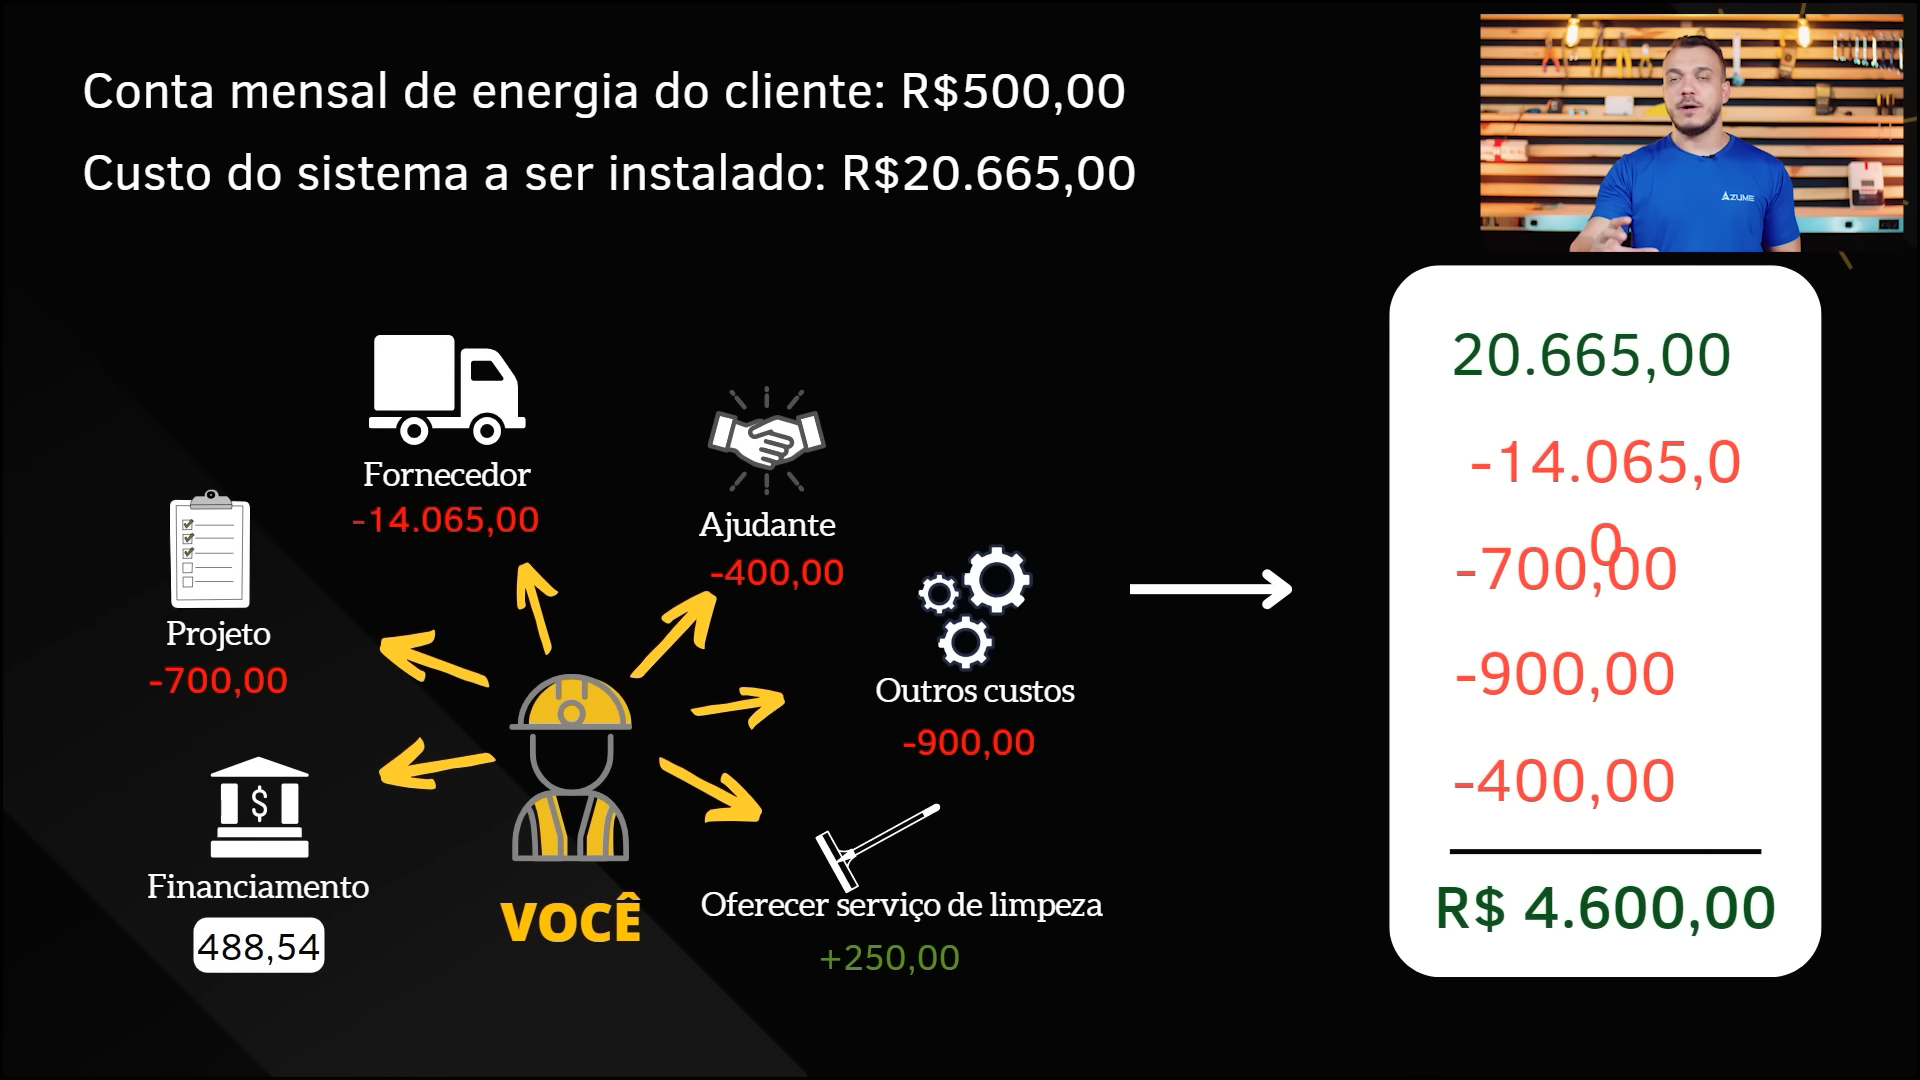 Conta mensal de energia do cliente: R$500,00
Custo do sistema a ser instalado: R$20.665,00
AZUME
Fornecedor
-14.065,00
Ajudante
-400,00
Projeto
-700,00
Outros custos
-900,00
Financiamento
488,54
$
VOCÊ
Oferecer serviço de limpeza
+250,00
20.665,00
-14.065,0
0
-700,00
-900,00
-400,00
R$ 4.600,00